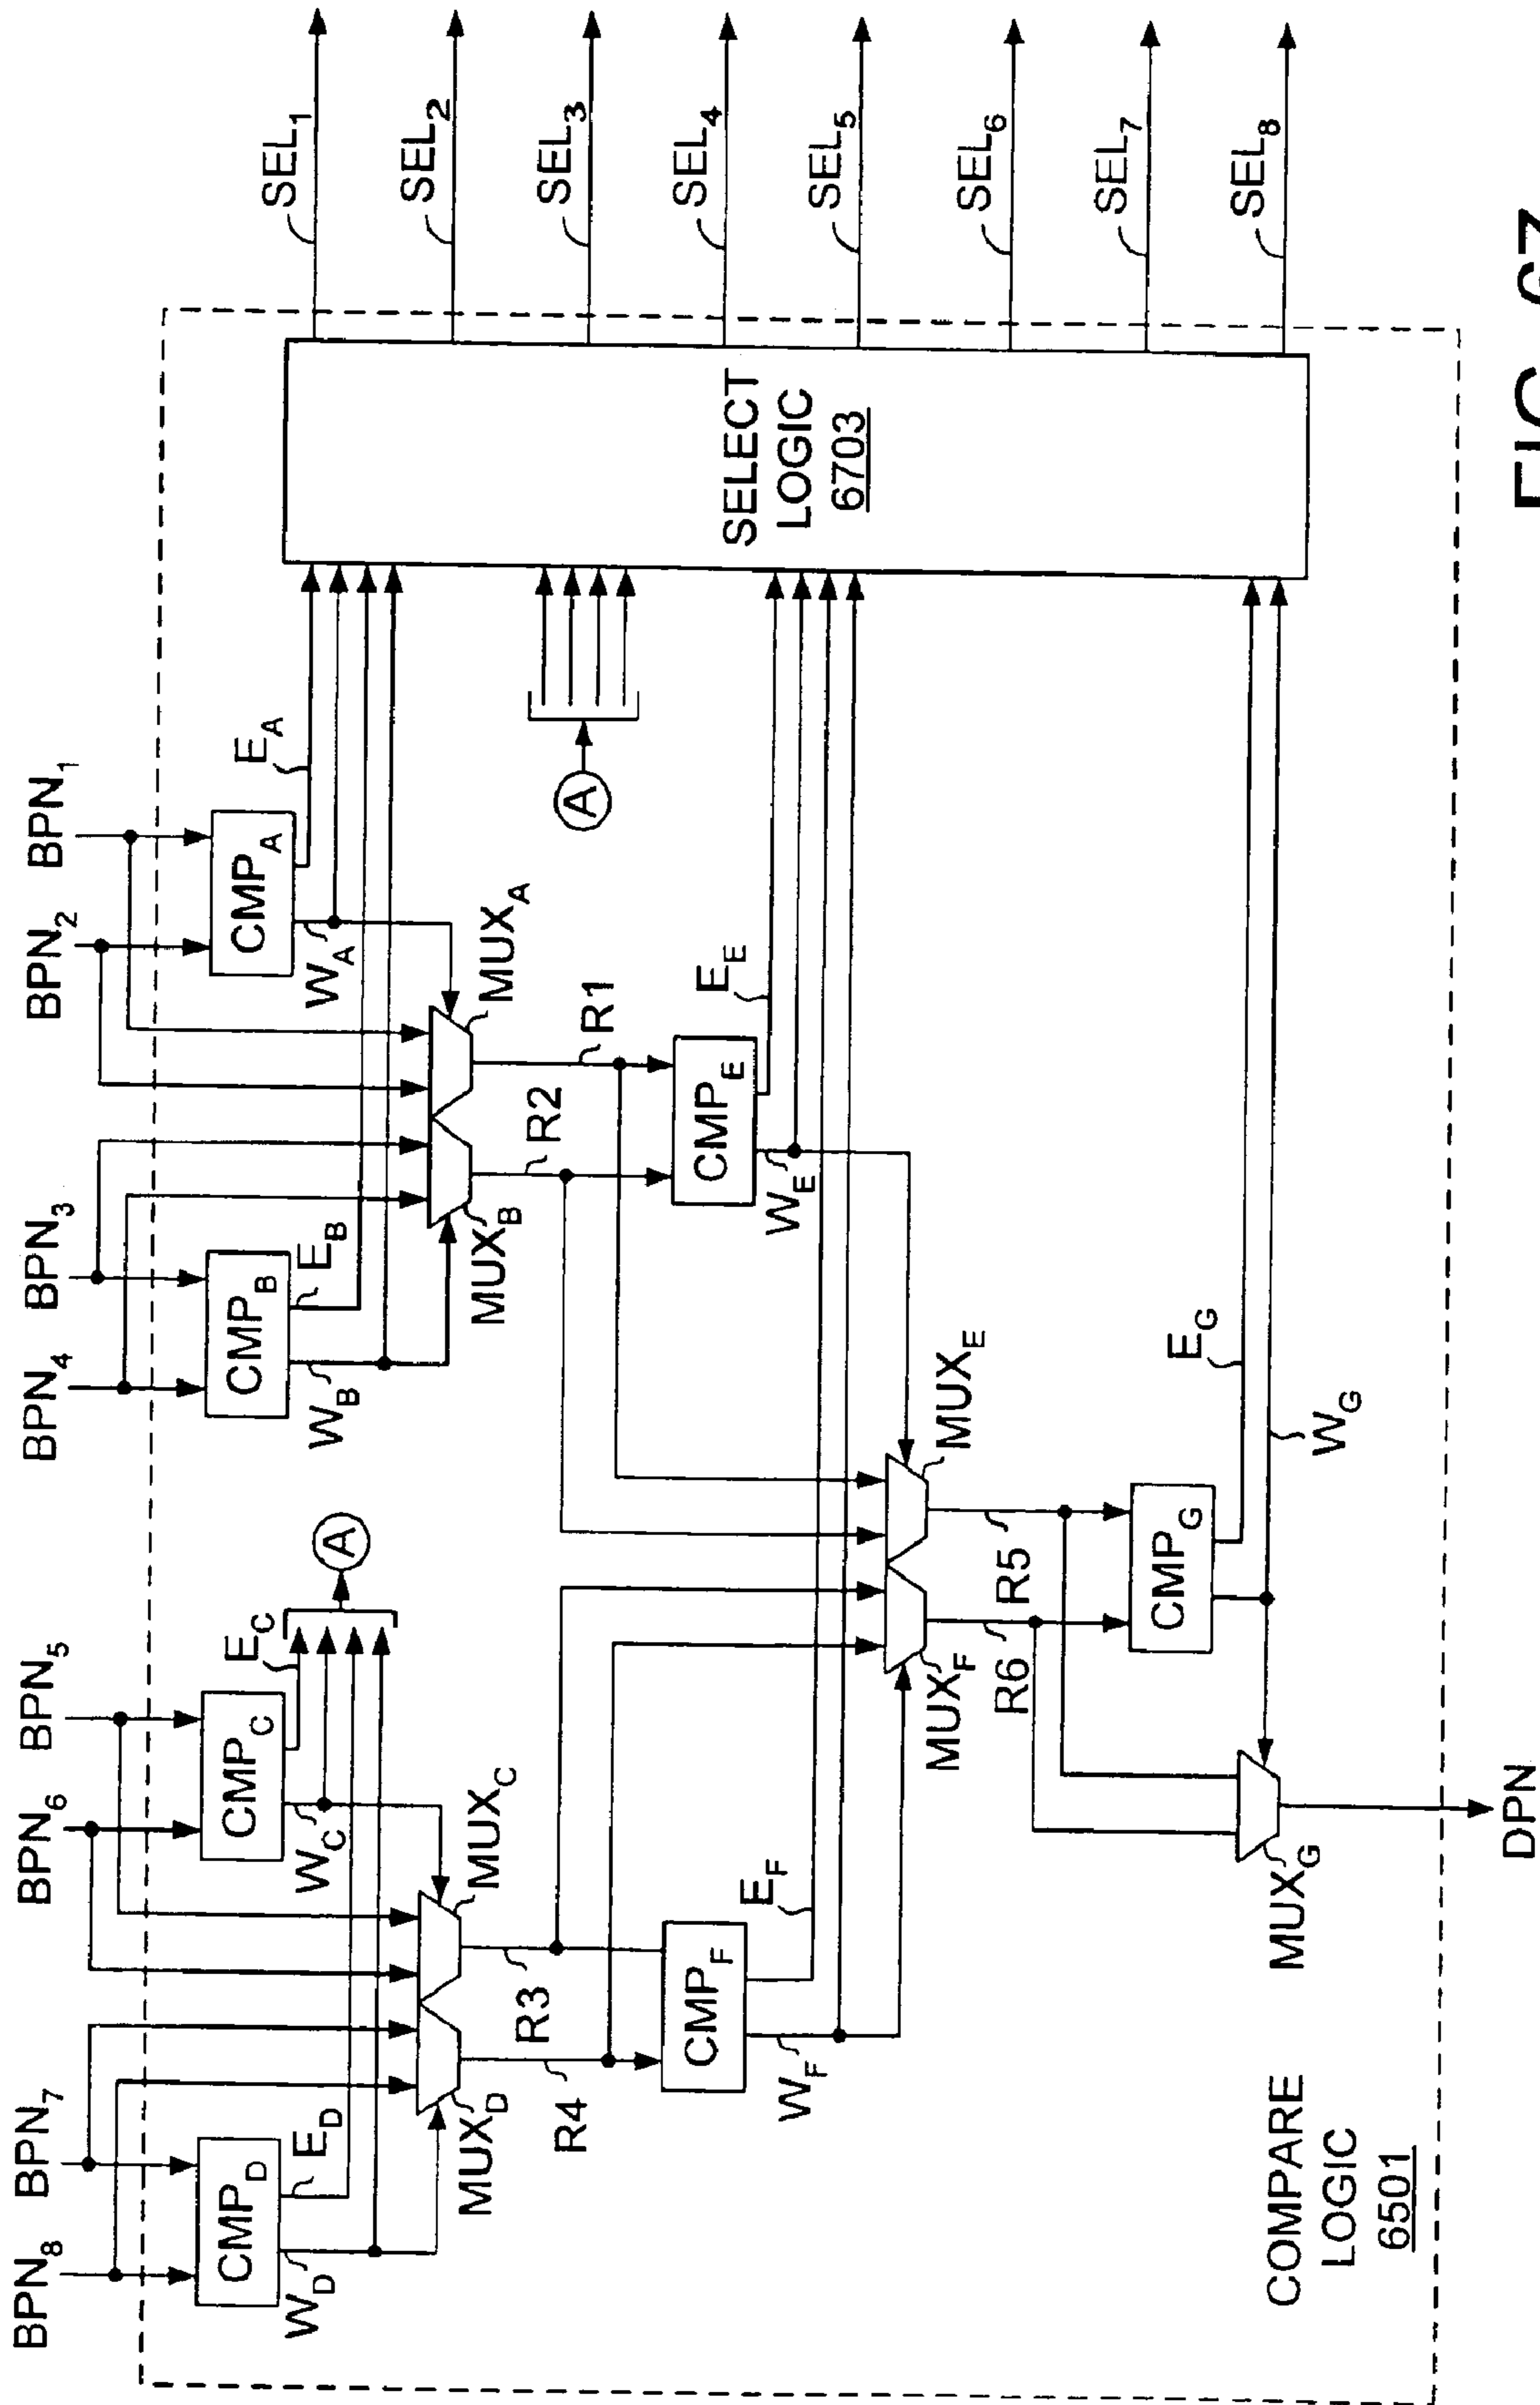 BPN8
BPN7
BPN6
BPN5
BPN4
BPN3
BPN2
BPN1
CMPD
CMPC
CMPB
CMPA
WD
ED
WC
EC
WB
EB
WA
EA
A
MUXD
MUXC
MUXB
MUXA
R4
R3
R2
R1
A
CMPF
CMPE
WF
EF
WE
EE
MUXF
MUXE
R6
R5
CMPG
EG
WG
MUXG
DPN
COMPARE
LOGIC
6501
SELECT
LOGIC
6703
SEL1
SEL2
SEL3
SEL4
SEL5
SEL6
SEL7
SEL8
FIG. 67